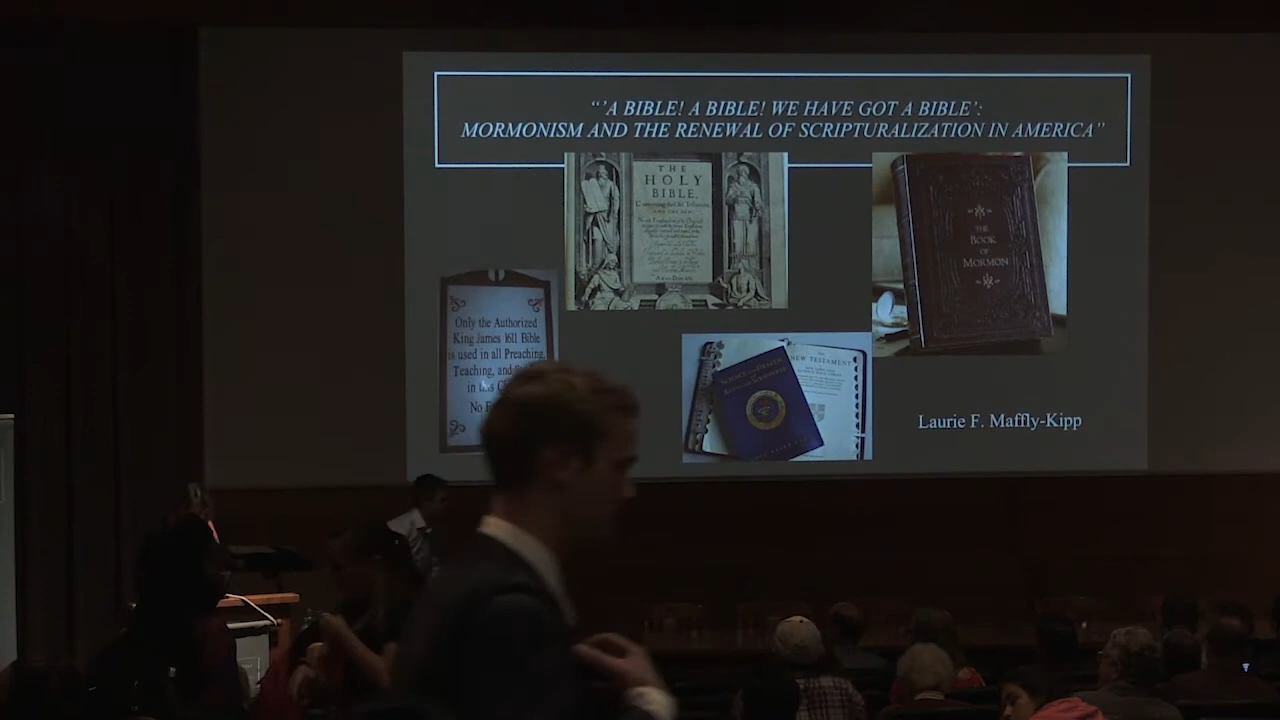 “’A BIBLE! A BIBLE! WE HAVE GOT A BIBLE’:
MORMONISM AND THE RENEWAL OF SCRIPTURALIZATION IN AMERICA”
THE
HOLY
BIBLE,
THE
BOOK
OF
MORMON
Only the Authorized
King James 1611 Bible
is used in all Preaching,
Teaching, and
in this
No
NEW TESTAMENT
Laurie F. Maffly-Kipp